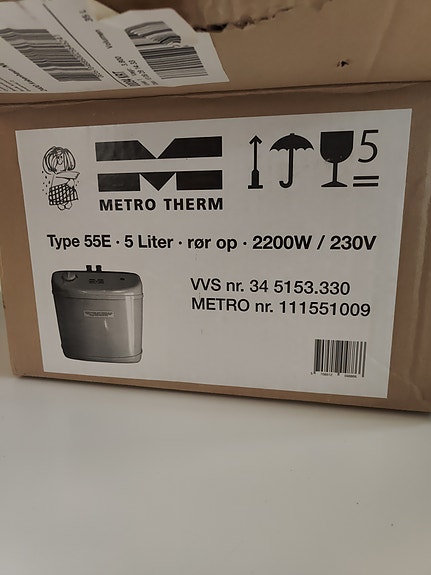 METRO THERM
5
Type 55E · 5 Liter · rør op · 2200W / 230V
VVS nr. 34 5153.330
METRO nr. 111551009